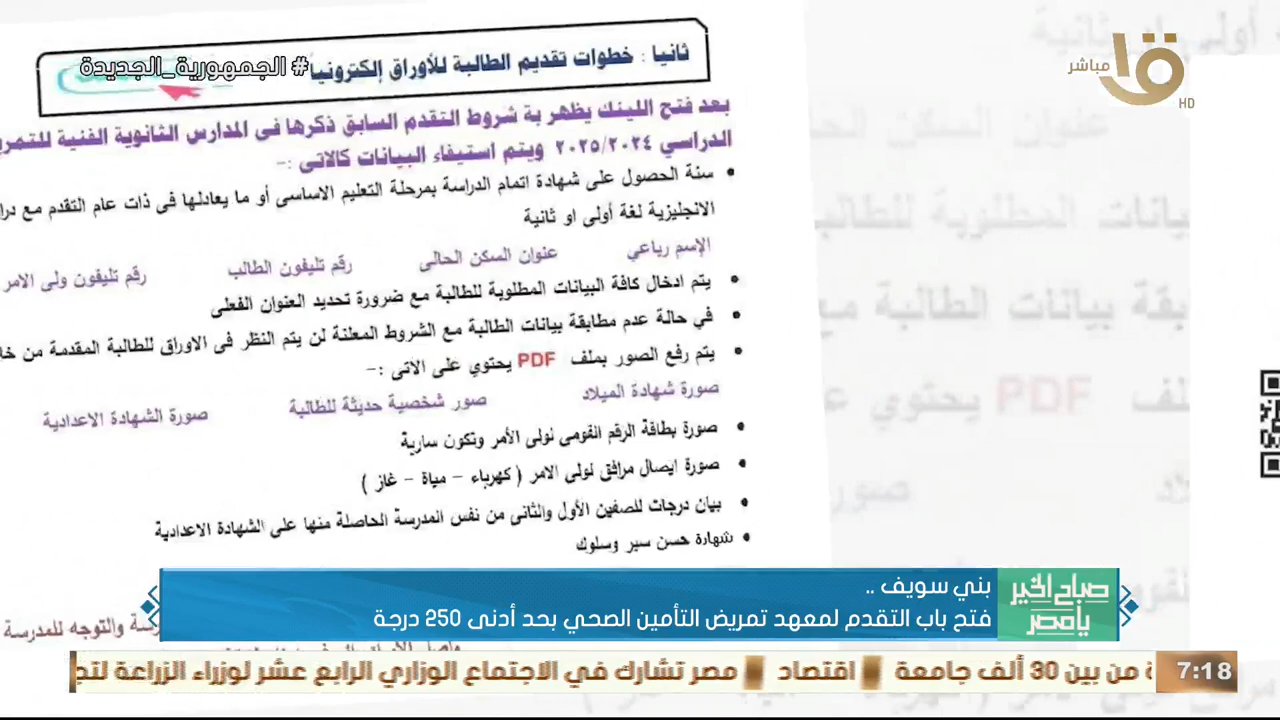 ثانيا : خطوات تقديم الطالبة للأوراق إلكترونياً
#الجمهورية_الجديدة
مباشر
HD
بعد فتح اللينك يظهر بة شروط التقدم السابق ذكرها فى المدارس الثانوية الفنية للتمر
الدراسي ٢٠٢٥/٢٠٢٤ ويتم استيفاء البيانات كالاتى :-
• سنة الحصول على شهادة اتمام الدراسة بمرحلة التعليم الاساسى أو ما يعادلها فى ذات عام التقدم مع درا
الانجليزية لغة أولى او ثانية
الإسم رباعي عنوان السكن الحالى رقم تليفون الطالب رقم تليفون ولى الامر
• يتم ادخال كافة البيانات المطلوبة للطالبة مع ضرورة تحديد العنوان الفعلى
• في حالة عدم مطابقة بيانات الطالبة مع الشروط المعلنة لن يتم النظر فى الاوراق للطالبة المقدمة من خا
• يتم رفع الصور بملف PDF يحتوي على الآتى :-
صورة شهادة الميلاد صور شخصية حديثة للطالبة صورة الشهادة الاعدادية
• صورة بطاقة الرقم القومى لولى الأمر وتكون سارية
• صورة ايصال مرافق لولى الامر ( كهرباء - مياة - غاز )
• بيان درجات للصفين الأول والثانى من نفس المدرسة الحاصلة منها على الشهادة الاعدادية
• شهادة حسن سير وسلوك
والتوجه للمدرسة
صباح الخير
يا مصر
بني سويف ..
فتح باب التقدم لمعهد تمريض التأمين الصحي بحد أدنى 250 درجة
7:18
ة من بين 30 ألف جامعة اقتصاد مصر تشارك في الاجتماع الوزاري الرابع عشر لوزراء الزراعة لتجـ